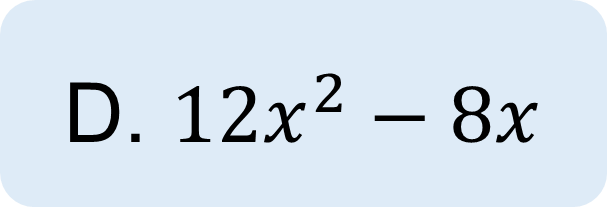 D. 12x² − 8x